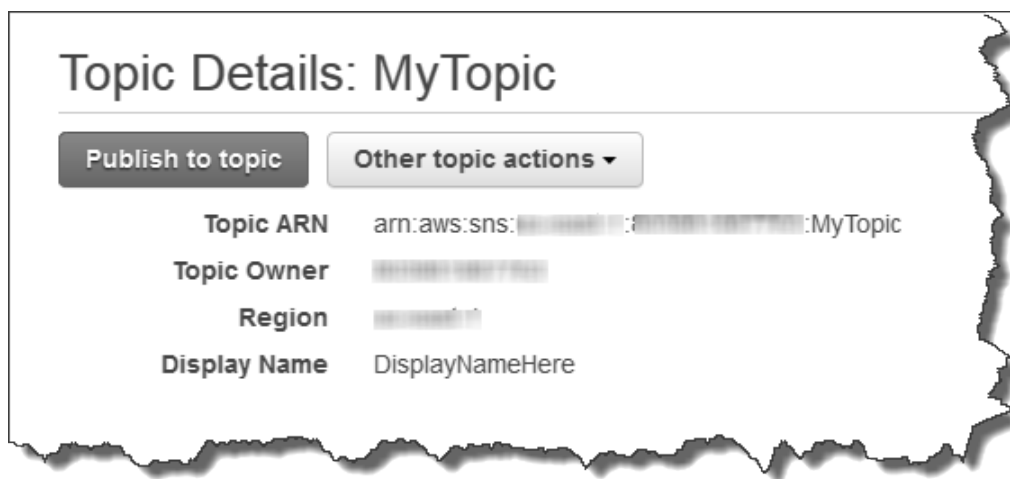 Topic Details: MyTopic
Publish to topic Other topic actions
Topic ARN arn:aws:sns: : :MyTopic
Topic Owner
Region
Display Name DisplayNameHere